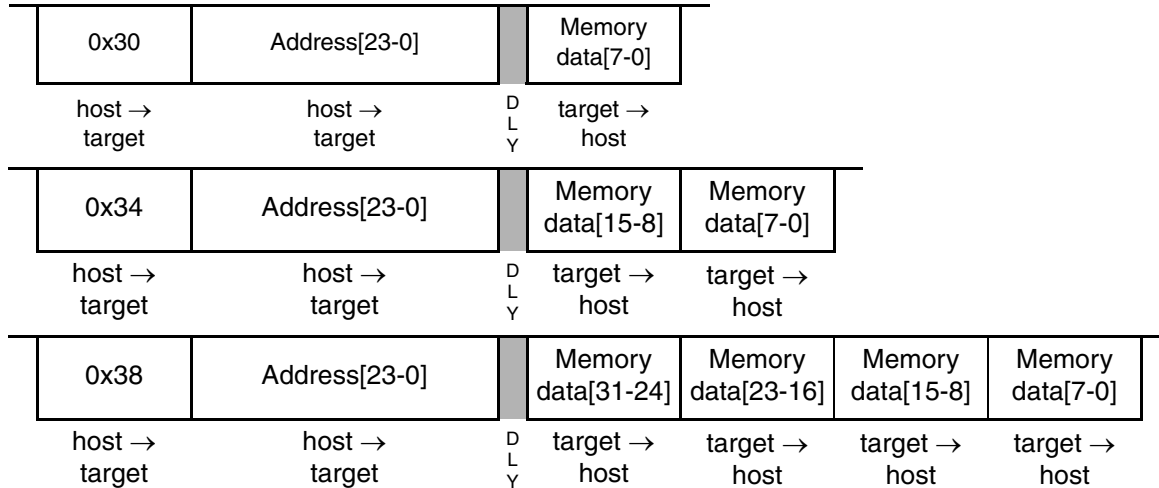 0x30 Address[23-0] Memory
data[7-0]
host → host → D L Y target →
target target host
0x34 Address[23-0] Memory Memory
data[15-8] data[7-0]
host → host → D L Y target → target →
target target host host
0x38 Address[23-0] Memory Memory Memory Memory
data[31-24] data[23-16] data[15-8] data[7-0]
host → host → D L Y target → target → target → target →
target target host host host host